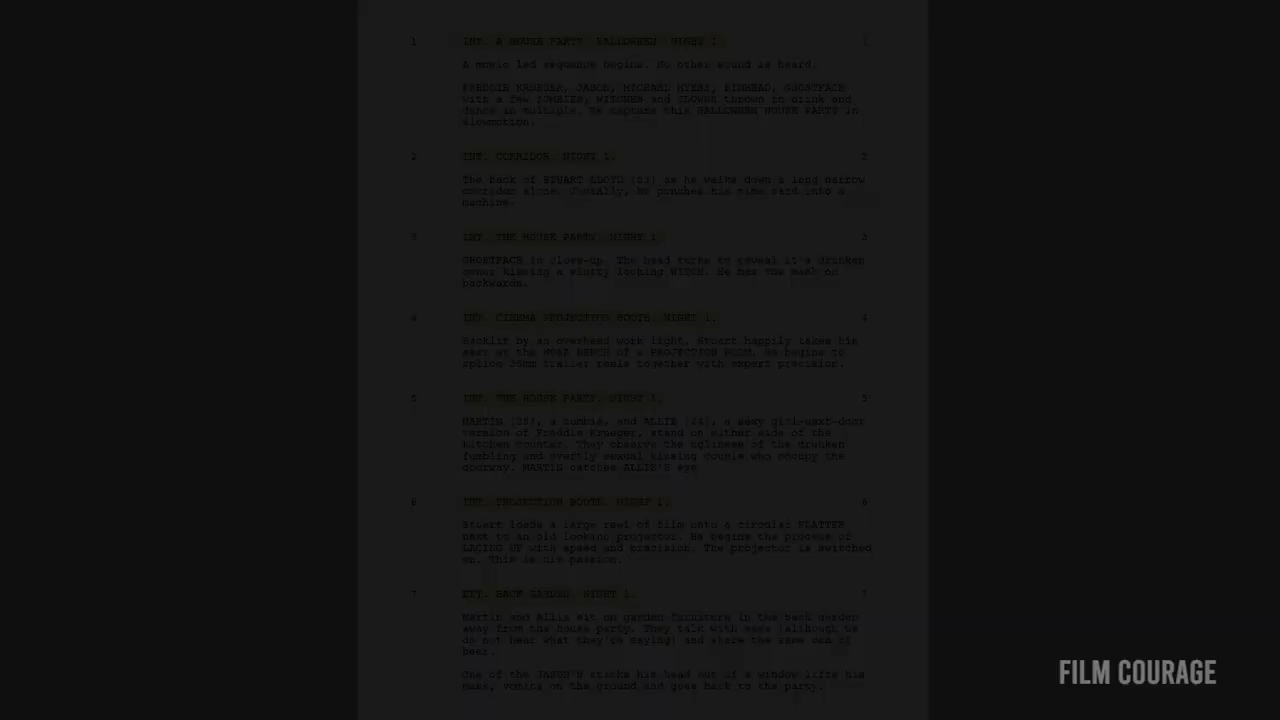 1 INT. A HOUSE PARTY. HALLOWEEN. NIGHT 1. 1
A music led sequence begins. No other sound is heard.
FREDDIE KRUEGER, JASON, MICHAEL MYERS, PINHEAD, GHOSTFACE
with a few ZOMBIES, WITCHES and CLOWNS thrown in drink and
dance in multiple. We capture this HALLOWEEN HOUSE PARTY in
slowmotion.
2 INT. CORRIDOR. NIGHT 1. 2
The back of STUART LLOYD (23) as he walks down a long narrow
corridor alone. Jovially, he punches his time card into a
machine.
3 INT. THE HOUSE PARTY. NIGHT 1. 3
GHOSTFACE in close-up. The head turns to reveal it's a drunken
owner kissing a slutty looking WITCH. He has the mask on
backwards.
4 INT. CINEMA PROJECTION BOOTH. NIGHT 1. 4
Backlit by an overhead work light, Stuart happily takes his
seat at the WORK BENCH of a PROJECTION ROOM. He begins to
splice 35mm trailer reels together with expert precision.
5 INT. THE HOUSE PARTY. NIGHT 1. 5
MARTIN (25), a zombie, and ALLIE (24), a sexy girl-next-door
version of Freddie Krueger, stand on either side of the
kitchen counter. They observe the ugliness of the drunken
fumbling and overtly sexual kissing couple who occupy the
doorway. MARTIN catches ALLIE'S eye
6 INT. PROJECTION BOOTH. NIGHT 1. 6
Stuart loads a large reel of film onto a circular PLATTER
next to an old looking projector. He begins the process of
LACING UP with speed and precision. The projector is switched
on. This is his passion.
7 EXT. BACK GARDEN. NIGHT 1. 7
Martin and Allie sit on garden furniture in the back garden
away from the house party. They talk with ease (although we
do not hear what they're saying) and share the same can of
beer.
One of the JASON'S sticks his head out of a window lifts his
mask, vomits on the ground and goes back to the party.
FILM COURAGE